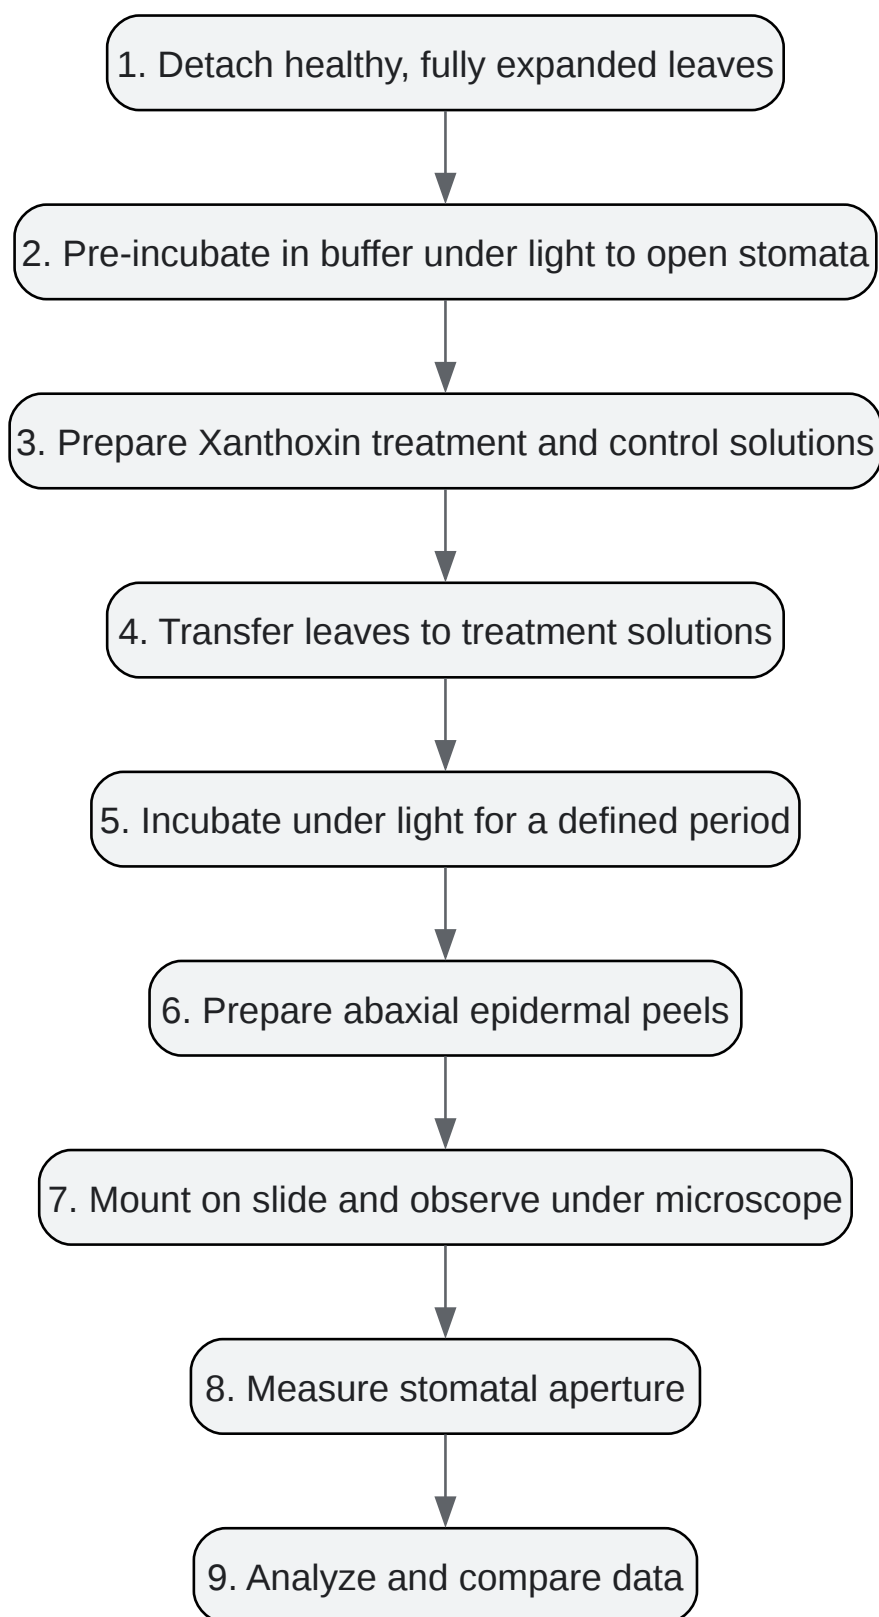 1. Detach healthy, fully expanded leaves
2. Pre-incubate in buffer under light to open stomata
3. Prepare Xanthoxin treatment and control solutions
4. Transfer leaves to treatment solutions
5. Incubate under light for a defined period
6. Prepare abaxial epidermal peels
7. Mount on slide and observe under microscope
8. Measure stomatal aperture
9. Analyze and compare data